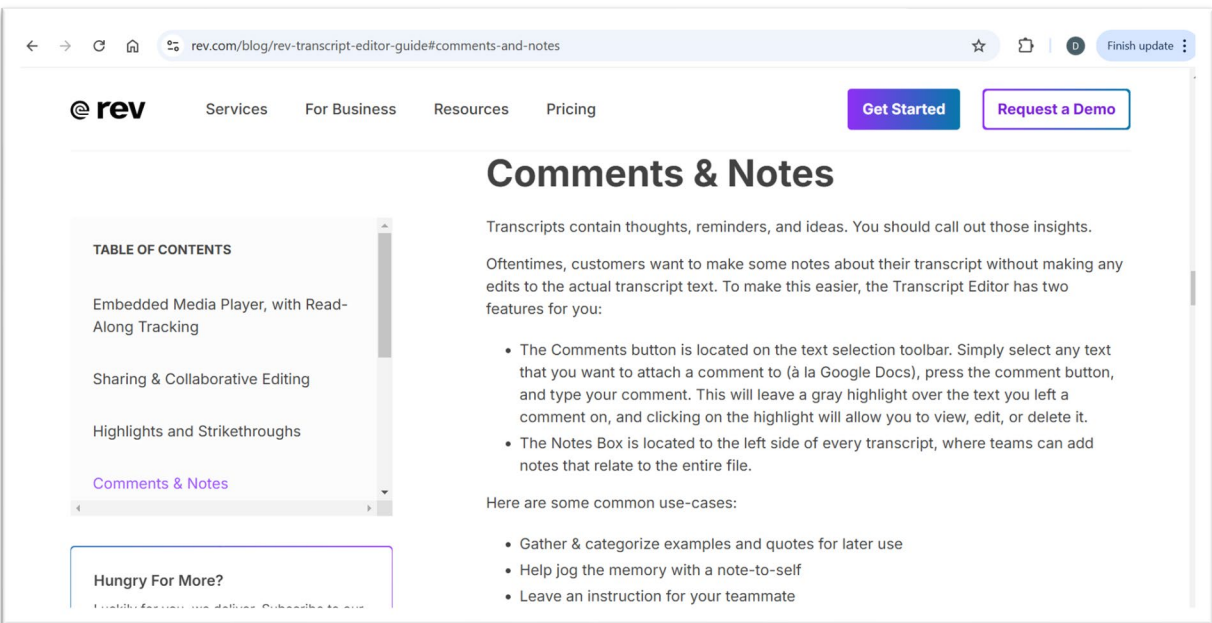 rev.com/blog/rev-transcript-editor-guide#comments-and-notes
D
Finish update
rev
Services For Business Resources Pricing
Get Started
Request a Demo
TABLE OF CONTENTS
Embedded Media Player, with Read-
Along Tracking
Sharing & Collaborative Editing
Highlights and Strikethroughs
Comments & Notes
Hungry For More?
Luckily for you, we deliver. Subscribe to our
Comments & Notes
Transcripts contain thoughts, reminders, and ideas. You should call out those insights.
Oftentimes, customers want to make some notes about their transcript without making any
edits to the actual transcript text. To make this easier, the Transcript Editor has two
features for you:
• The Comments button is located on the text selection toolbar. Simply select any text
that you want to attach a comment to (à la Google Docs), press the comment button,
and type your comment. This will leave a gray highlight over the text you left a
comment on, and clicking on the highlight will allow you to view, edit, or delete it.
• The Notes Box is located to the left side of every transcript, where teams can add
notes that relate to the entire file.
Here are some common use-cases:
• Gather & categorize examples and quotes for later use
• Help jog the memory with a note-to-self
• Leave an instruction for your teammate